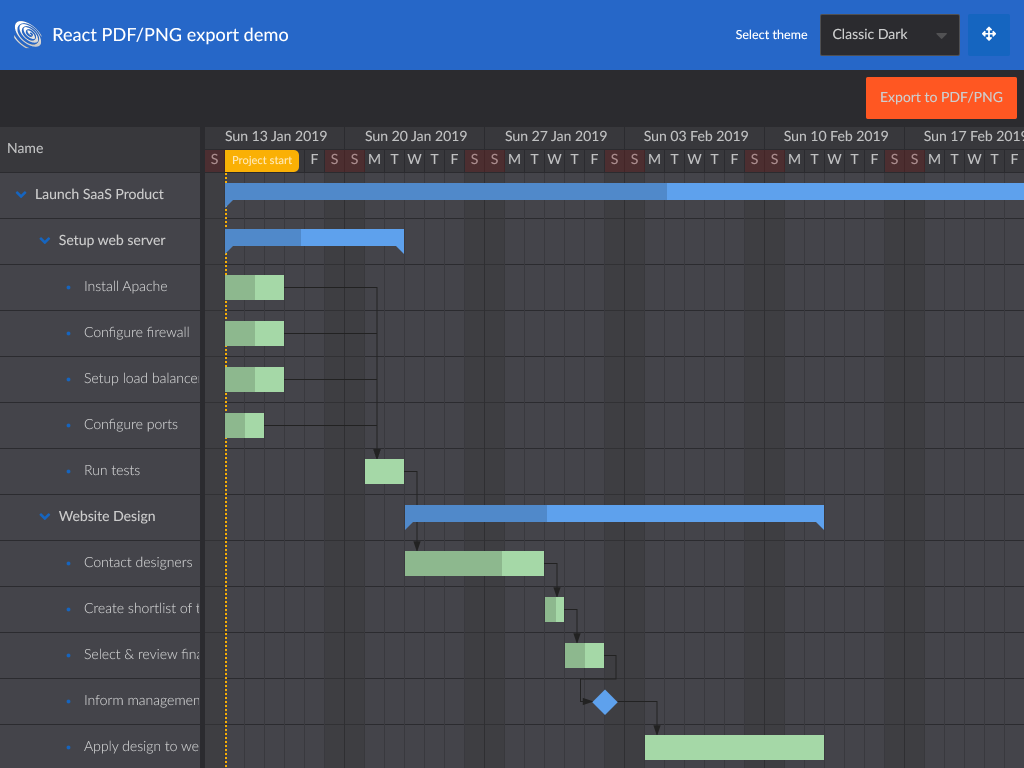 React PDF/PNG export demo
Select theme
Classic Dark
Export to PDF/PNG
Name
Sun 13 Jan 2019 Sun 20 Jan 2019 Sun 27 Jan 2019 Sun 03 Feb 2019 Sun 10 Feb 2019 Sun 17 Feb 2019
S Project start F S S M T W T F S S M T W T F S S M T W T F S S M T W T F S S M T W T F
Launch SaaS Product
Setup web server
Install Apache
Configure firewall
Setup load balance
Configure ports
Run tests
Website Design
Contact designers
Create shortlist of t
Select & review fina
Inform managemen
Apply design to we